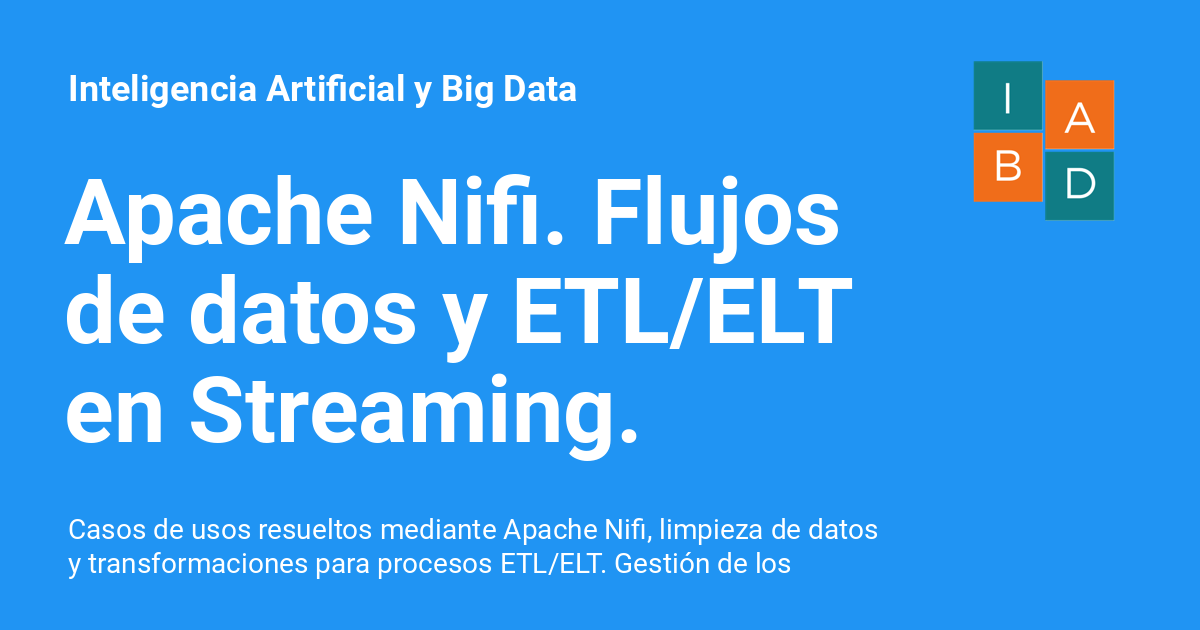 Inteligencia Artificial y Big Data
I A
B D
Apache Nifi. Flujos
de datos y ETL/ELT
en Streaming.
Casos de usos resueltos mediante Apache Nifi, limpieza de datos
y transformaciones para procesos ETL/ELT. Gestión de los